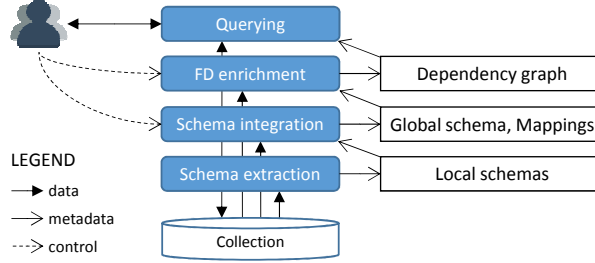 Querying
FD enrichment
Dependency graph
Schema integration
Global schema, Mappings
Schema extraction
Local schemas
Collection
LEGEND
data
metadata
control